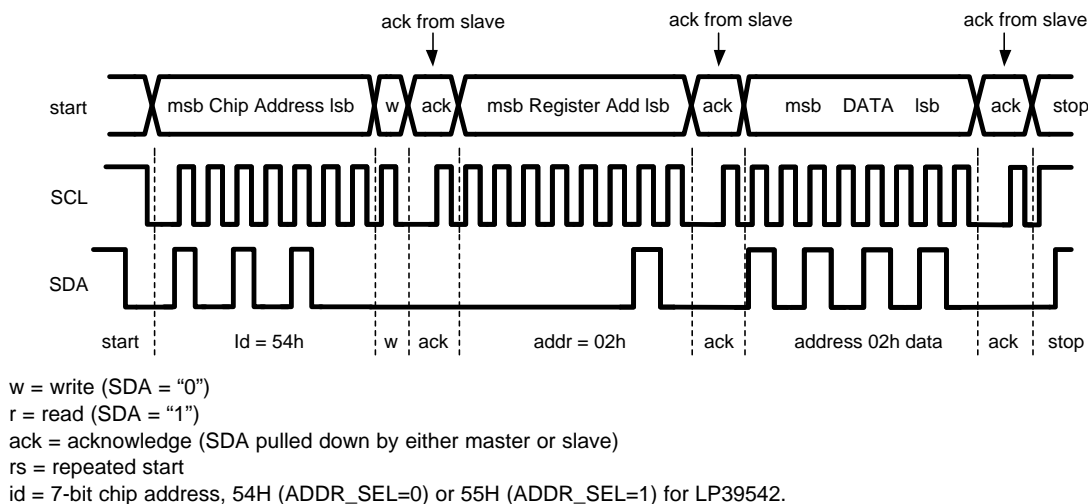 ack from slave ack from slave ack from slave
start msb Chip Address lsb w ack msb Register Add lsb ack msb DATA lsb ack stop
SCL
SDA
start Id = 54h w ack addr = 02h ack address 02h data ack stop
w = write (SDA = “0”)
r = read (SDA = “1”)
ack = acknowledge (SDA pulled down by either master or slave)
rs = repeated start
id = 7-bit chip address, 54H (ADDR_SEL=0) or 55H (ADDR_SEL=1) for LP39542.